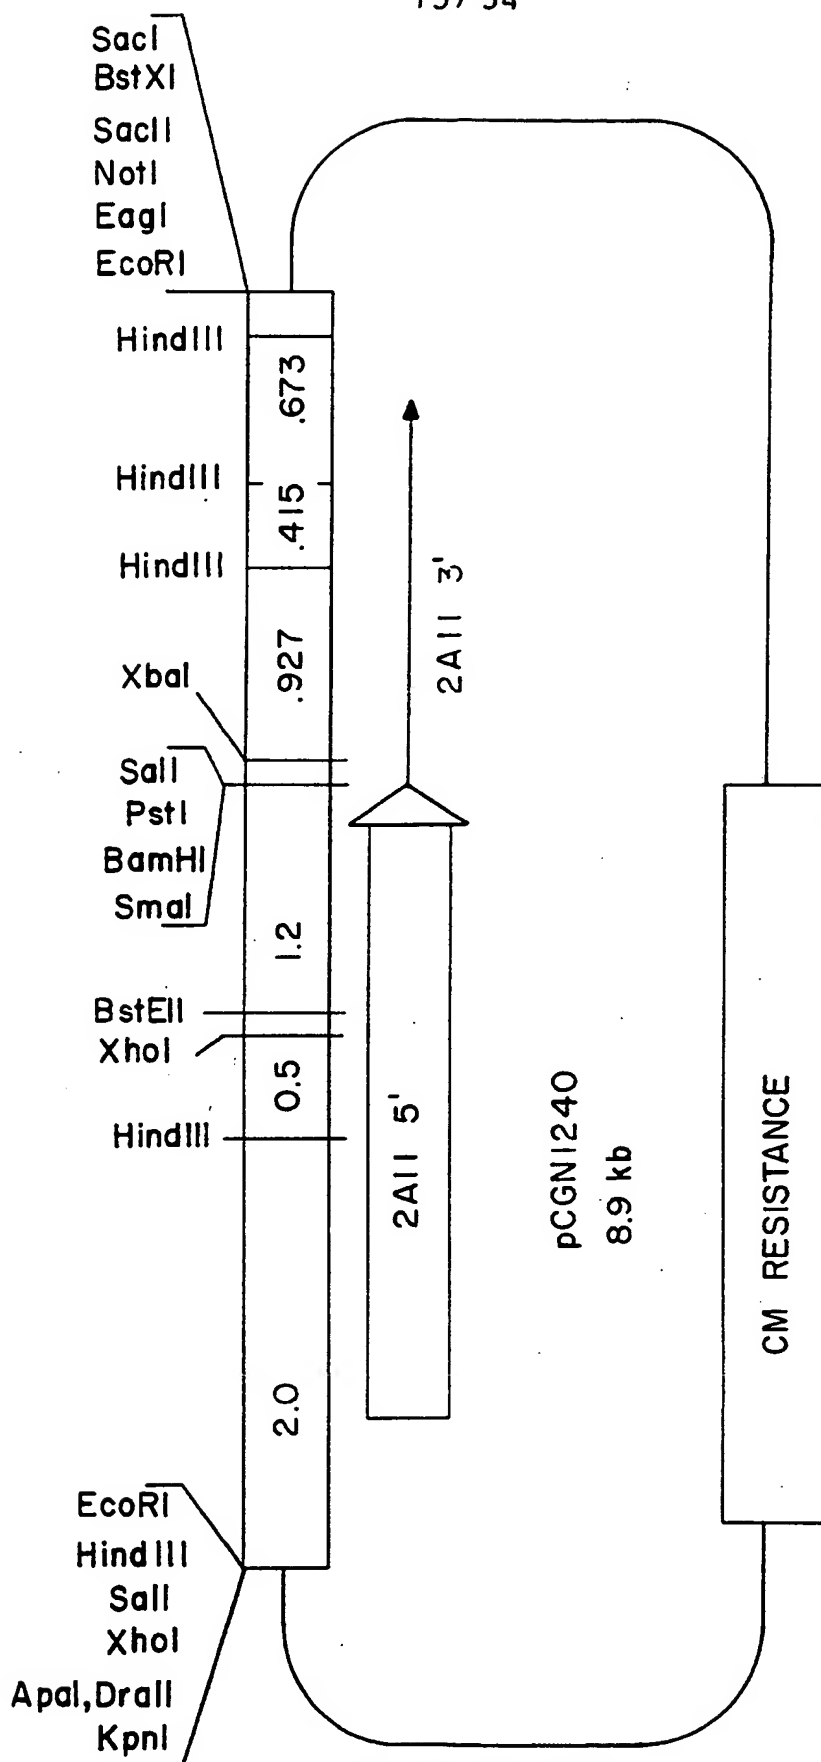 SacI
BstXI
SacII
NotI
EagI
EcoRI
HindIII
.673
HindIII
.415
HindIII
2A11 3'
.927
XbaI
SalI
PstI
BamHI
SmaI
1.2
BstEII
XhoI
0.5
HindIII
2A11 5'
pCGN1240
8.9 kb
CM RESISTANCE
2.0
EcoRI
HindIII
SalI
XhoI
ApaI,DraII
KpnI